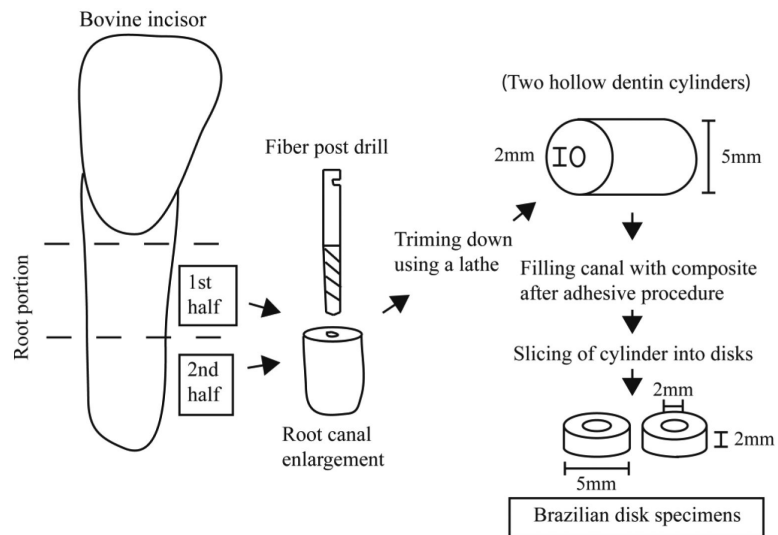 Bovine incisor
Root portion
1st
half
2nd
half
Fiber post drill
Root canal
enlargement
Triming down
using a lathe
(Two hollow dentin cylinders)
2mm
5mm
Filling canal with composite
after adhesive procedure
Slicing of cylinder into disks
2mm
2mm
5mm
Brazilian disk specimens